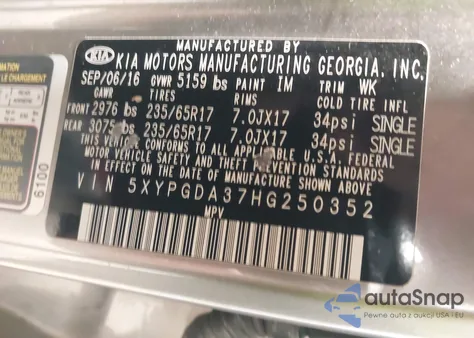 MANUFACTURED BY
KIA KIA MOTORS MANUFACTURING GEORGIA, INC.
SEP/06/16 GVWR 5159 lbs PAINT IM TRIM WK
GAWR TIRES RIMS COLD TIRE INFL
FRONT 2976 lbs 235/65R17 7.0JX17 34psi SINGLE
REAR 3075 lbs 235/65R17 7.0JX17 34psi SINGLE
THIS VEHICLE CONFORMS TO ALL APPLICABLE U.S.A. FEDERAL
MOTOR VEHICLE SAFETY AND THEFT PREVENTION STANDARDS IN
EFFECT ON THE DATE OF MANUFACTURE SHOWN ABOVE.
VIN 5XYPGDA37HG250352
MPV
6100
autoSnap
Pewne auto z aukcji USA i EU